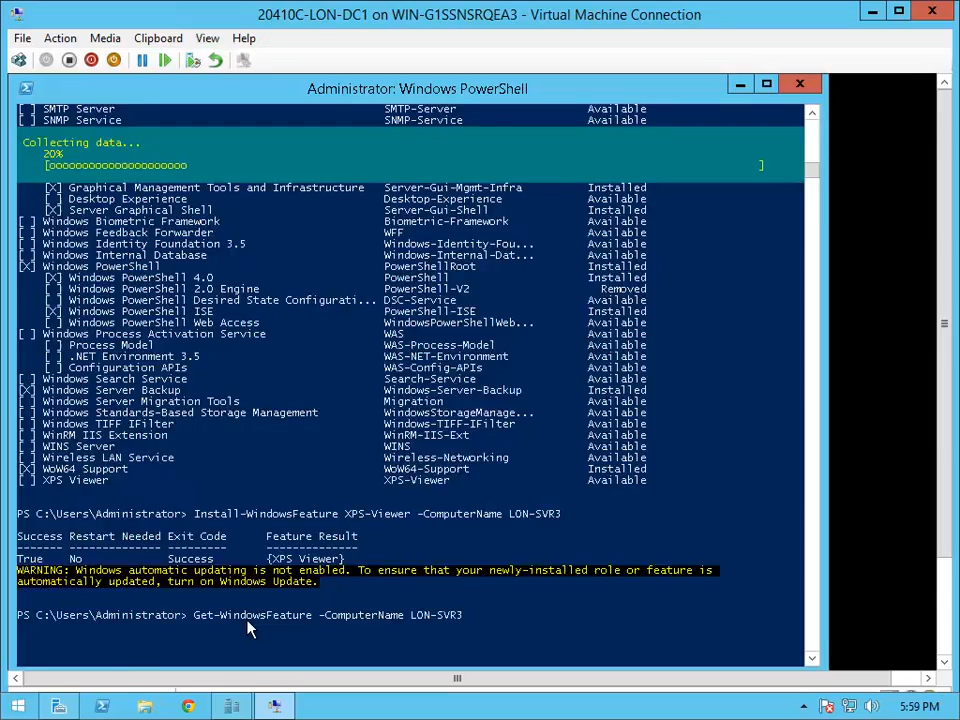 20410C-LON-DC1 on WIN-G1SSNSRQEA3 - Virtual Machine Connection
File Action Media Clipboard View Help
Administrator: Windows PowerShell
[ ] SMTP Server SMTP-Server Available
[ ] SNMP Service SNMP-Service Available
Collecting data...
20%
[oooooooooooooooooooo ]
[X] Graphical Management Tools and Infrastructure Server-Gui-Mgmt-Infra Installed
[ ] Desktop Experience Desktop-Experience Available
[X] Server Graphical Shell Server-Gui-Shell Installed
[ ] Windows Biometric Framework Biometric-Framework Available
[ ] Windows Feedback Forwarder WFF Available
[ ] Windows Identity Foundation 3.5 Windows-Identity-Fou... Available
[ ] Windows Internal Database Windows-Internal-Dat... Available
[X] Windows PowerShell PowerShellRoot Installed
[X] Windows PowerShell 4.0 PowerShell Installed
[ ] Windows PowerShell 2.0 Engine PowerShell-V2 Removed
[ ] Windows PowerShell Desired State Configurati... DSC-Service Available
[X] Windows PowerShell ISE PowerShell-ISE Installed
[ ] Windows PowerShell Web Access WindowsPowerShellWeb... Available
[ ] Windows Process Activation Service WAS Available
[ ] Process Model WAS-Process-Model Available
[ ] .NET Environment 3.5 WAS-NET-Environment Available
[ ] Configuration APIs WAS-Config-APIs Available
[ ] Windows Search Service Search-Service Available
[X] Windows Server Backup Windows-Server-Backup Installed
[ ] Windows Server Migration Tools Migration Available
[ ] Windows Standards-Based Storage Management WindowsStorageManage... Available
[ ] Windows TIFF IFilter Windows-TIFF-IFilter Available
[ ] WinRM IIS Extension WinRM-IIS-Ext Available
[ ] WINS Server WINS Available
[ ] Wireless LAN Service Wireless-Networking Available
[X] WoW64 Support WoW64-Support Installed
[ ] XPS Viewer XPS-Viewer Available
PS C:\Users\Administrator> Install-WindowsFeature XPS-Viewer -ComputerName LON-SVR3
Success Restart Needed Exit Code Feature Result
------- -------------- --------- --------------
True No Success {XPS Viewer}
WARNING: Windows automatic updating is not enabled. To ensure that your newly-installed role or feature is
automatically updated, turn on Windows Update.
PS C:\Users\Administrator> Get-WindowsFeature -ComputerName LON-SVR3
5:59 PM